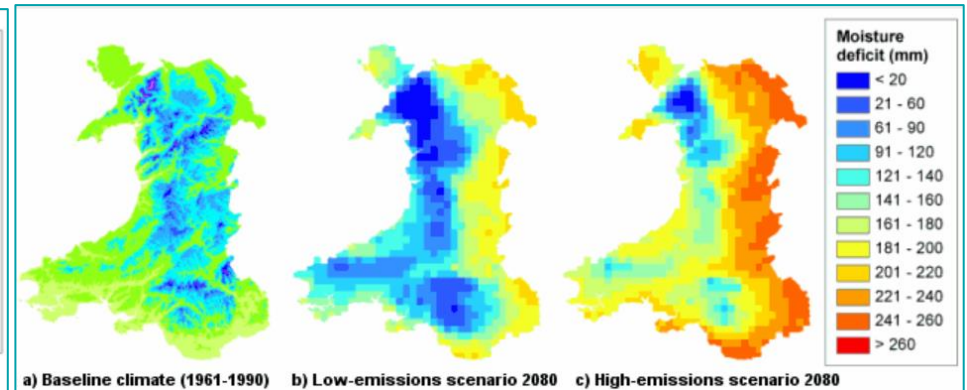 Moisture
deficit (mm)
< 20
21 - 60
61 - 90
91 - 120
121 - 140
141 - 160
161 - 180
181 - 200
201 - 220
221 - 240
241 - 260
> 260
a) Baseline climate (1961-1990)
b) Low-emissions scenario 2080
c) High-emissions scenario 2080